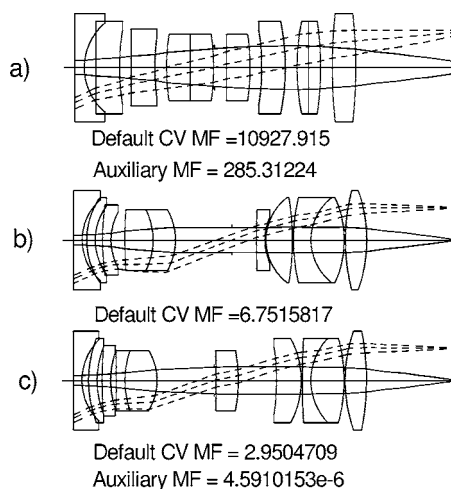 a)
Default CV MF =10927.915
Auxiliary MF = 285.31224
b)
Default CV MF =6.7515817
c)
Default CV MF = 2.9504709
Auxiliary MF = 4.5910153e-6